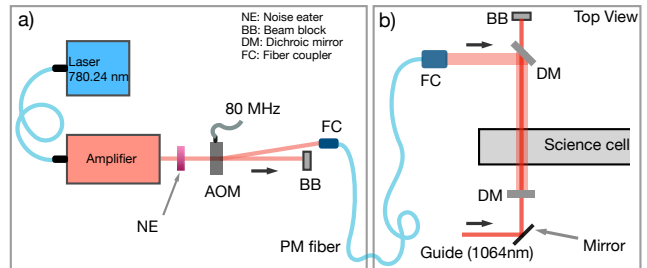 a)
NE: Noise eater
BB: Beam block
DM: Dichroic mirror
FC: Fiber coupler
Laser
780.24 nm
80 MHz
FC
Amplifier
AOM
BB
NE
PM fiber
b)
BB
Top View
FC
DM
Science cell
DM
Guide (1064nm)
Mirror